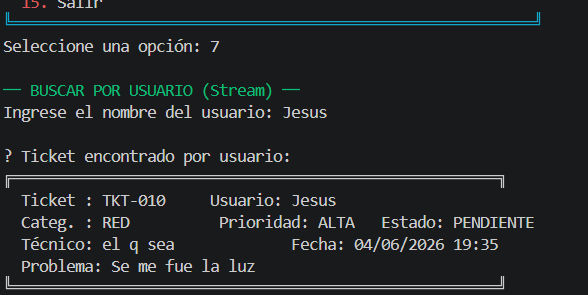 15. Salir
Seleccione una opción: 7
── BUSCAR POR USUARIO (Stream) ──
Ingrese el nombre del usuario: Jesus
? Ticket encontrado por usuario:
Ticket : TKT-010 Usuario: Jesus
Categ. : RED Prioridad: ALTA Estado: PENDIENTE
Técnico: el q sea Fecha: 04/06/2026 19:35
Problema: Se me fue la luz